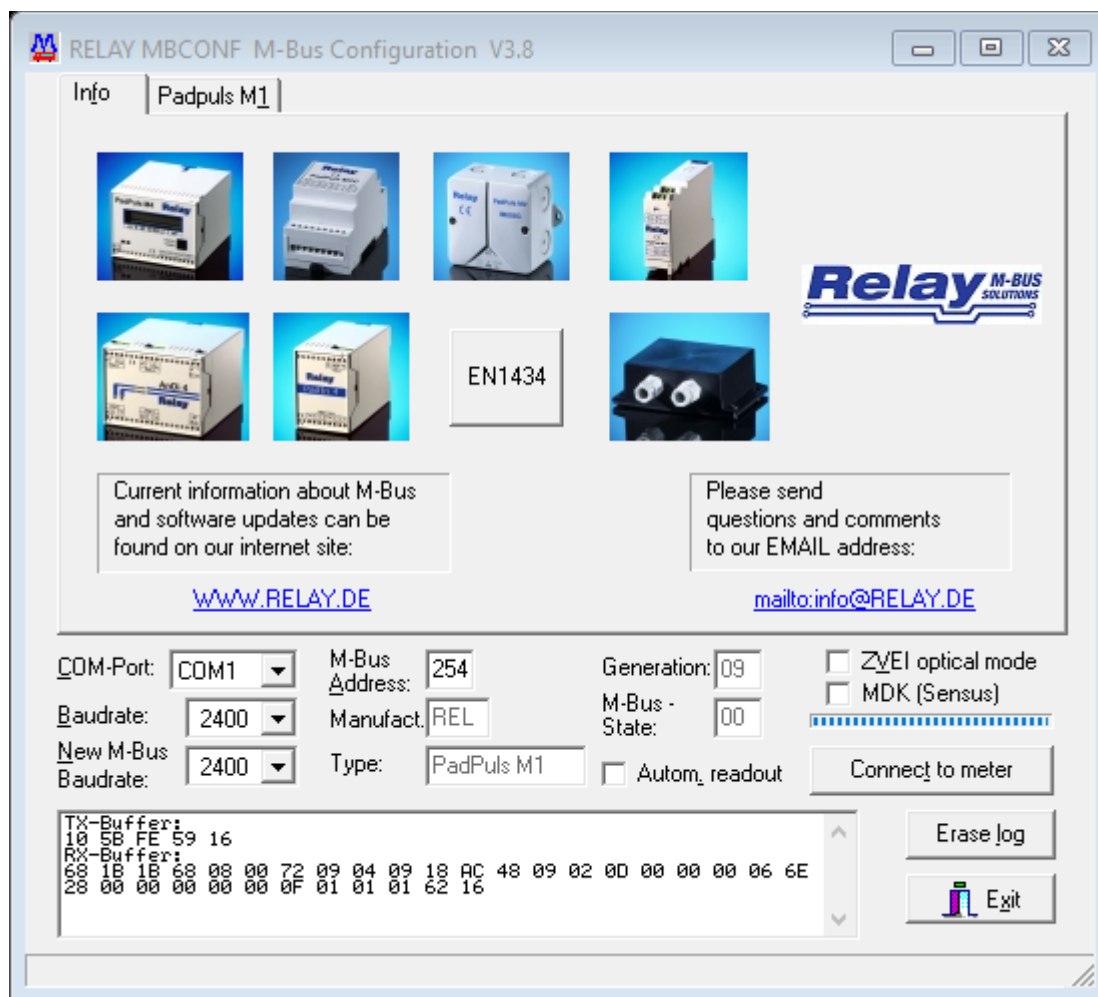 RELAY MBCONF M-Bus Configuration V3.8
Info
Padpuls M1
Relay
Relay
Relay
Relay
Relay M-BUS SOLUTIONS
Relay
Relay
EN1434
Current information about M-Bus
and software updates can be
found on our internet site:
WWW.RELAY.DE
Please send
questions and comments
to our EMAIL address:
mailto:info@RELAY.DE
COM-Port: COM1
M-Bus Address: 254
Generation: 09
ZVEI optical mode
MDK (Sensus)
Baudrate: 2400
Manufact. REL
M-Bus - State: 00
New M-Bus Baudrate: 2400
Type: PadPuls M1
Autom. readout
Connect to meter
TX-Buffer:
10 5B FE 59 16
RX-Buffer:
68 1B 1B 68 08 00 72 09 04 09 18 AC 48 09 02 0D 00 00 00 06 6E
28 00 00 00 00 00 0F 01 01 01 62 16
Erase log
Exit